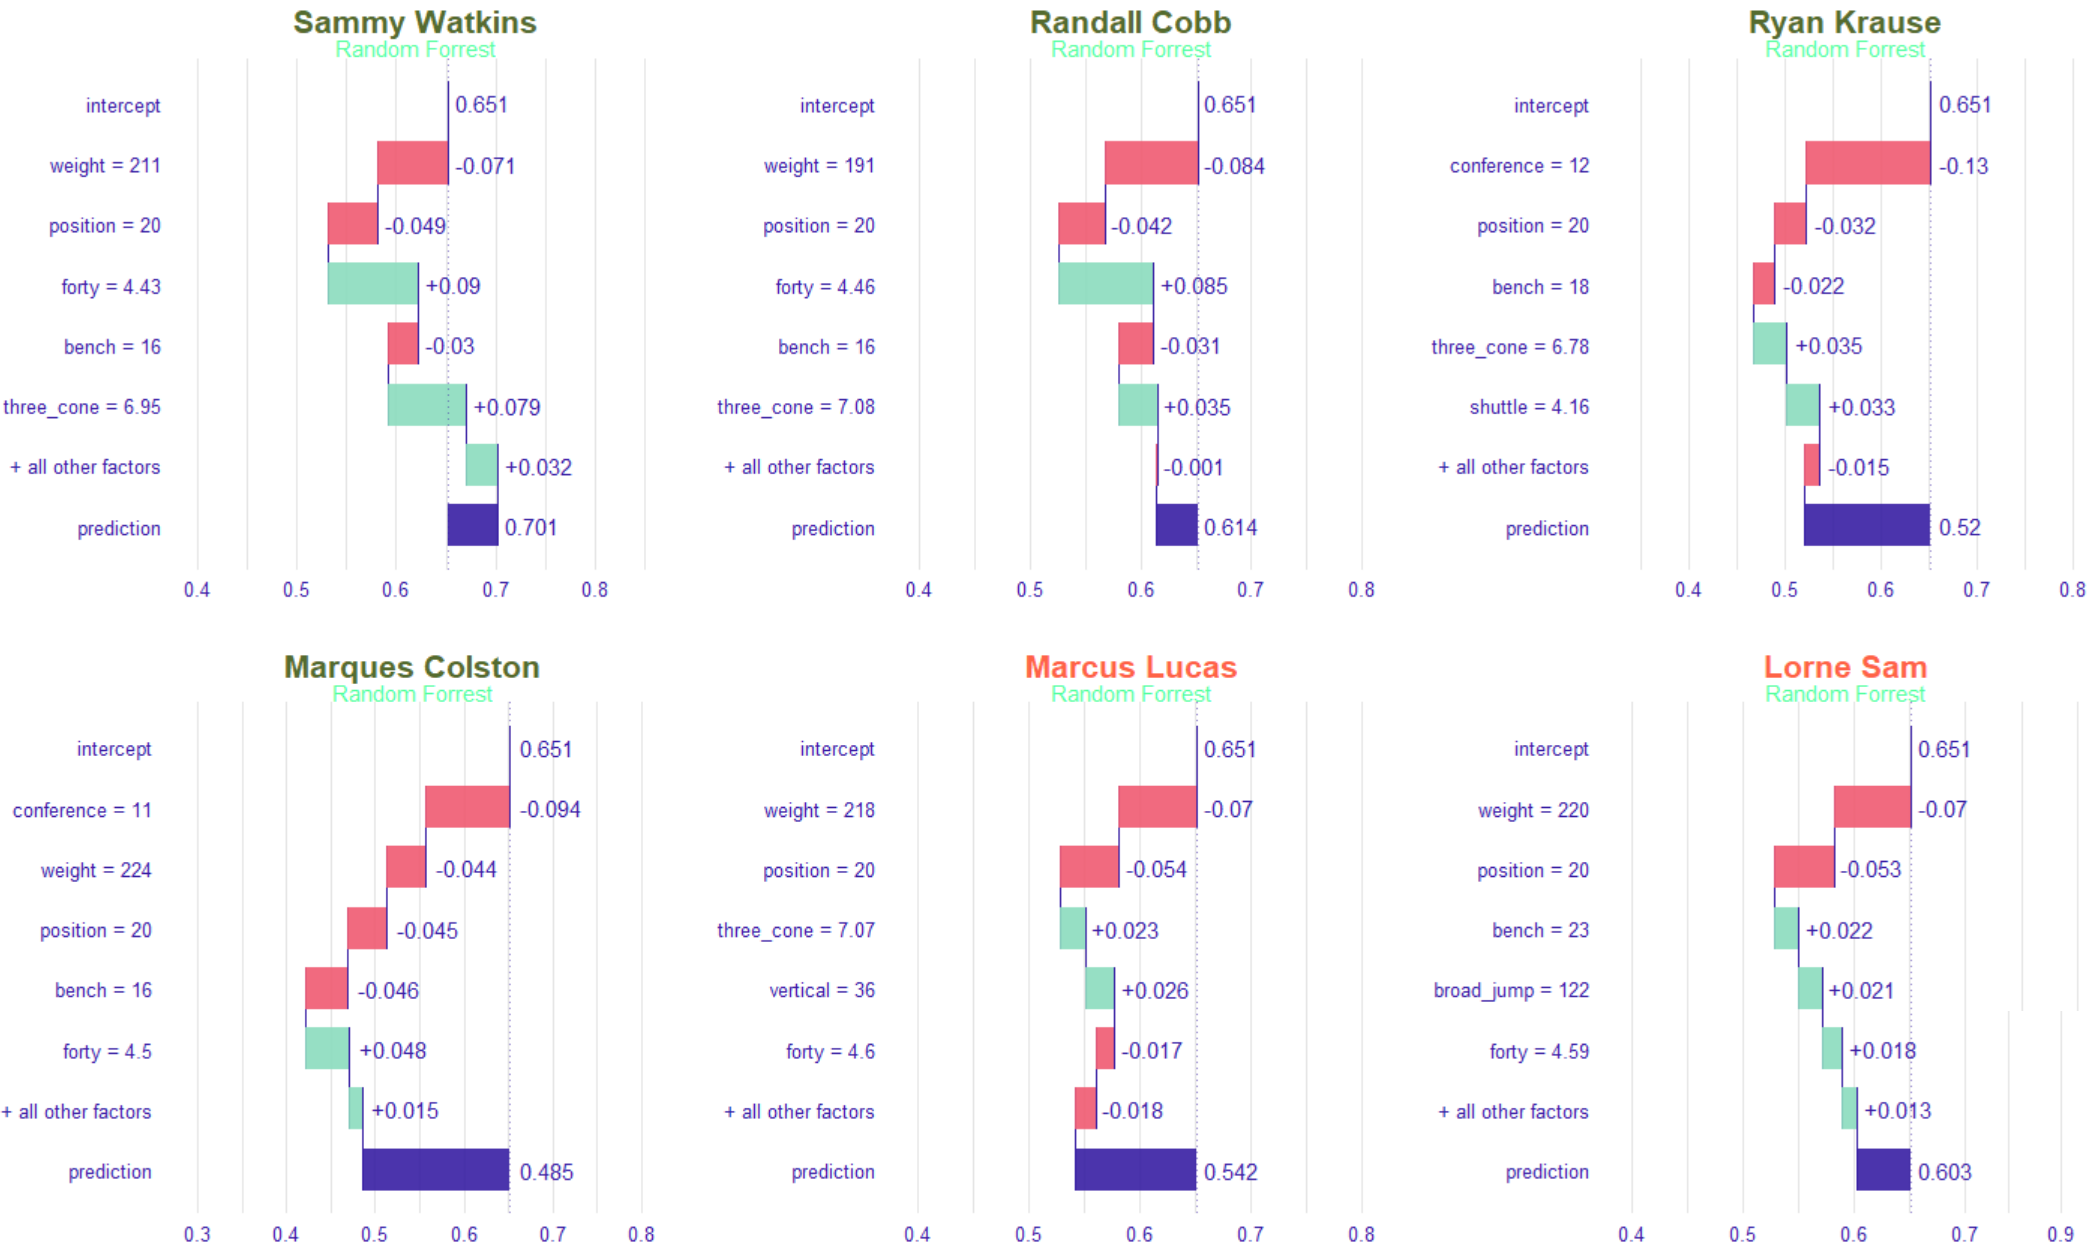 Sammy Watkins
Random Forrest
intercept 0.651
weight = 211 -0.071
position = 20 -0.049
forty = 4.43 +0.09
bench = 16 -0.03
three_cone = 6.95 +0.079
+ all other factors +0.032
prediction 0.701
0.4 0.5 0.6 0.7 0.8
Randall Cobb
Random Forrest
intercept 0.651
weight = 191 -0.084
position = 20 -0.042
forty = 4.46 +0.085
bench = 16 -0.031
three_cone = 7.08 +0.035
+ all other factors -0.001
prediction 0.614
0.4 0.5 0.6 0.7 0.8
Ryan Krause
Random Forrest
intercept 0.651
conference = 12 -0.13
position = 20 -0.032
bench = 18 -0.022
three_cone = 6.78 +0.035
shuttle = 4.16 +0.033
+ all other factors -0.015
prediction 0.52
0.4 0.5 0.6 0.7 0.8
Marques Colston
Random Forrest
intercept 0.651
conference = 11 -0.094
weight = 224 -0.044
position = 20 -0.045
bench = 16 -0.046
forty = 4.5 +0.048
+ all other factors +0.015
prediction 0.485
0.3 0.4 0.5 0.6 0.7 0.8
Marcus Lucas
Random Forrest
intercept 0.651
weight = 218 -0.07
position = 20 -0.054
three_cone = 7.07 +0.023
vertical = 36 +0.026
forty = 4.6 -0.017
+ all other factors -0.018
prediction 0.542
0.4 0.5 0.6 0.7 0.8
Lorne Sam
Random Forrest
intercept 0.651
weight = 220 -0.07
position = 20 -0.053
bench = 23 +0.022
broad_jump = 122 +0.021
forty = 4.59 +0.018
+ all other factors +0.013
prediction 0.603
0.4 0.5 0.6 0.7 0.9